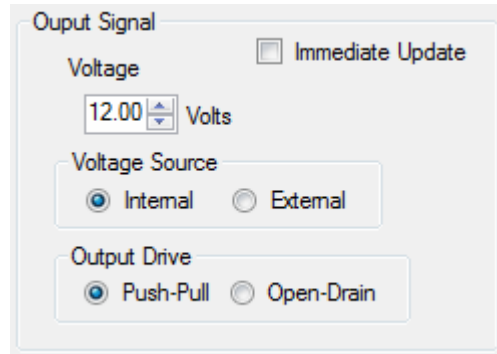 Ouput Signal
Immediate Update
Voltage
12.00 Volts
Voltage Source
Internal External
Output Drive
Push-Pull Open-Drain